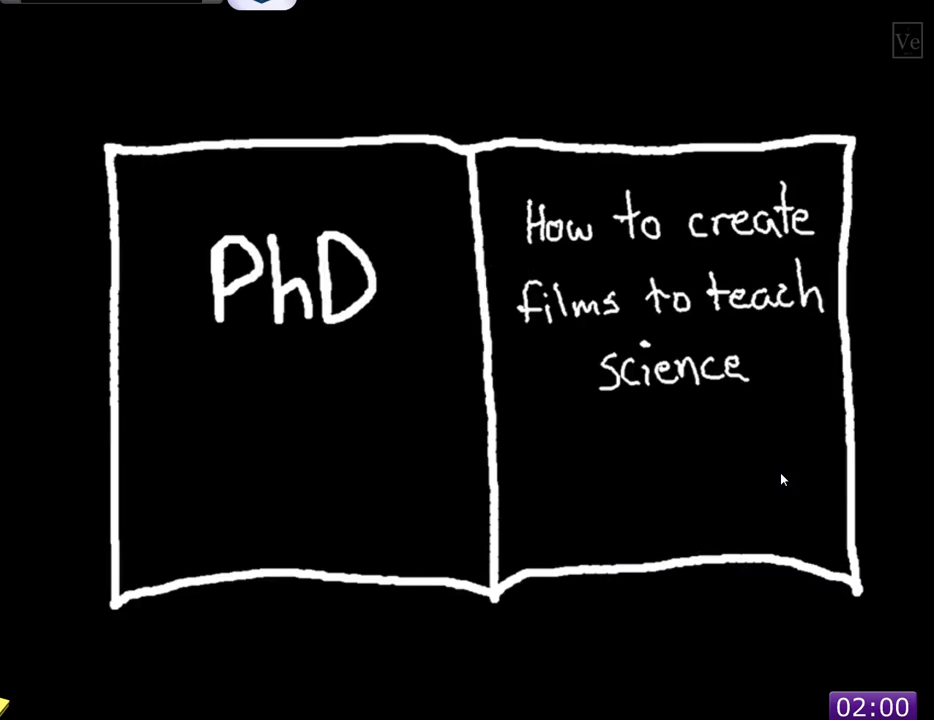 Ve
PhD
How to create
films to teach
science
02:00